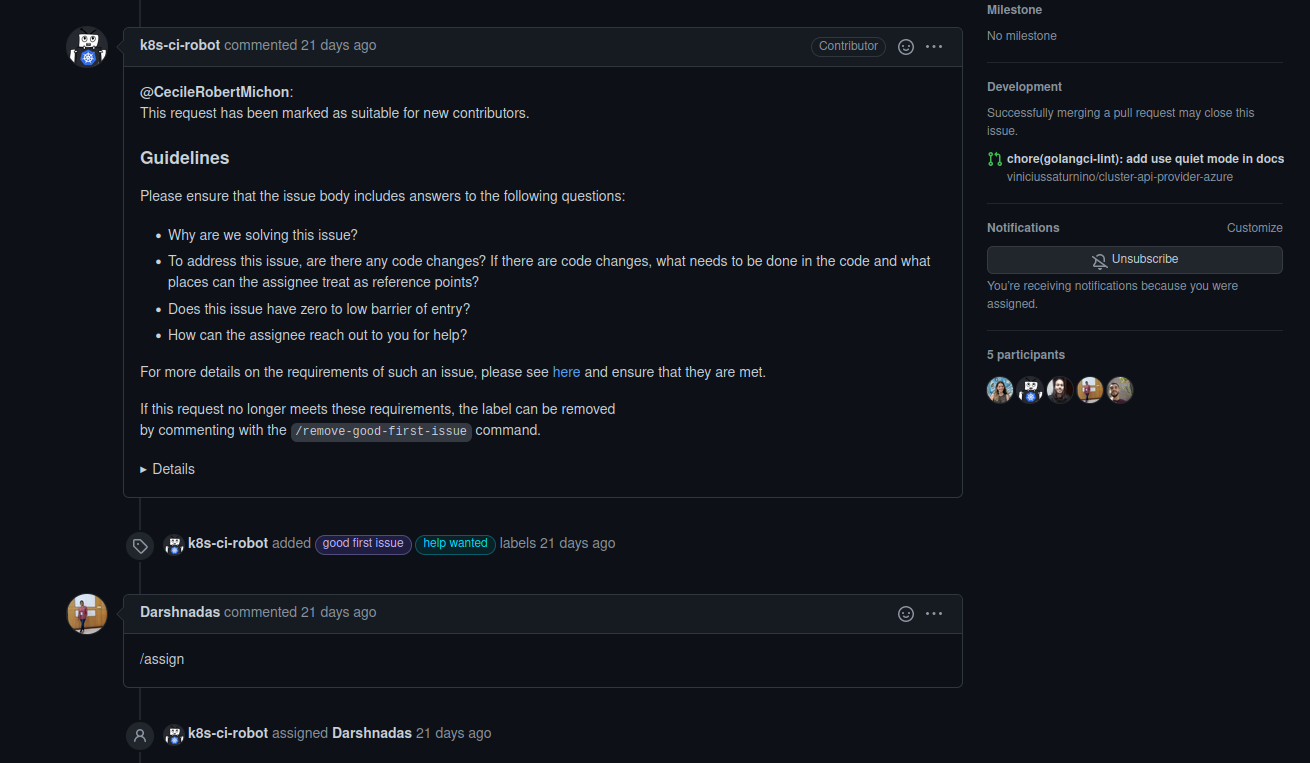 k8s-ci-robot commented 21 days ago
Contributor
@CecileRobertMichon:
This request has been marked as suitable for new contributors.
Guidelines
Please ensure that the issue body includes answers to the following questions:
• Why are we solving this issue?
• To address this issue, are there any code changes? If there are code changes, what needs to be done in the code and what
places can the assignee treat as reference points?
• Does this issue have zero to low barrier of entry?
• How can the assignee reach out to you for help?
For more details on the requirements of such an issue, please see here and ensure that they are met.
If this request no longer meets these requirements, the label can be removed
by commenting with the /remove-good-first-issue command.
▸ Details
k8s-ci-robot added good first issue help wanted labels 21 days ago
Darshnadas commented 21 days ago
/assign
k8s-ci-robot assigned Darshnadas 21 days ago
Milestone
No milestone
Development
Successfully merging a pull request may close this
issue.
chore(golangci-lint): add use quiet mode in docs
viniciussaturnino/cluster-api-provider-azure
Notifications
Customize
Unsubscribe
You're receiving notifications because you were
assigned.
5 participants